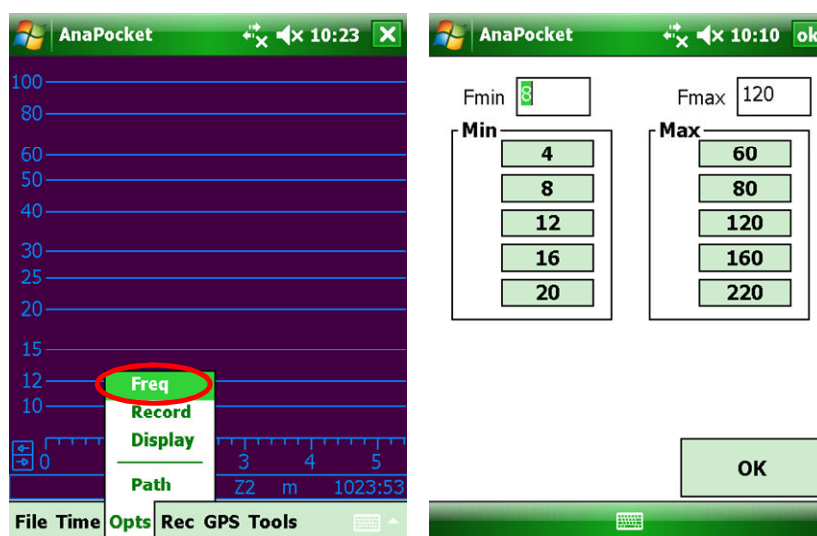 AnaPocket 10:23
100
80
60
50
40
30
25
20
15
12
10
Freq
Record
Display
Path
0 3 4 5
Z2 m 1023:53
File Time Opts Rec GPS Tools
AnaPocket 10:10 ok
Fmin 8 Fmax 120
Min Max
4 60
8 80
12 120
16 160
20 220
OK